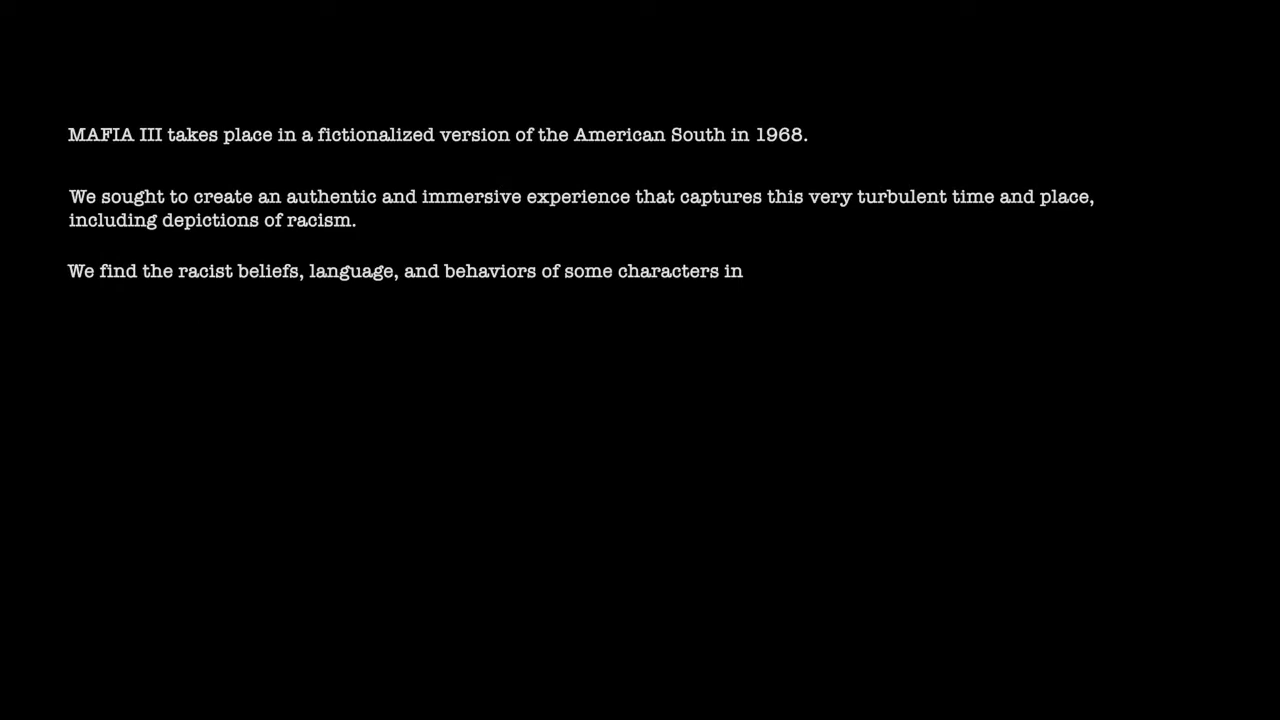 MAFIA III takes place in a fictionalized version of the American South in 1968.
We sought to create an authentic and immersive experience that captures this very turbulent time and place,
including depictions of racism.
We find the racist beliefs, language, and behaviors of some characters in